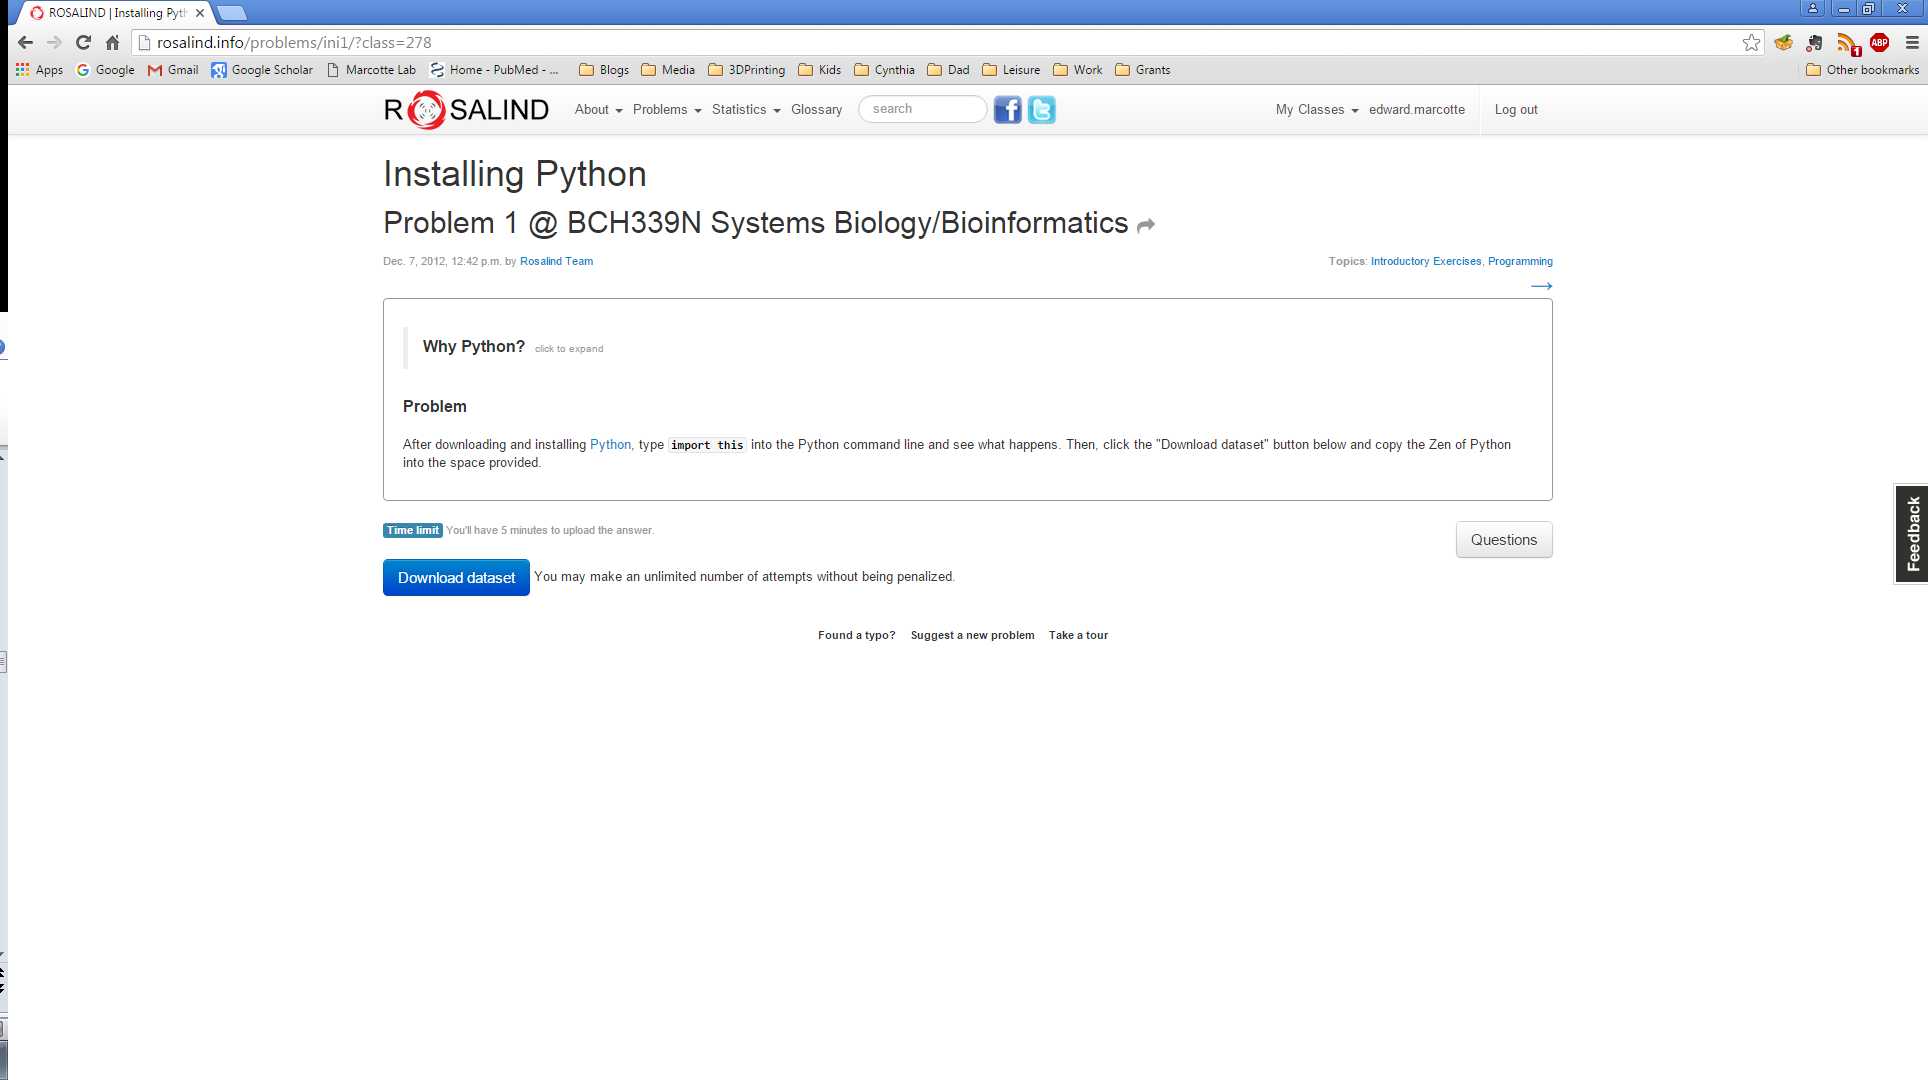 ROSALIND | Installing Pyth
rosalind.info/problems/ini1/?class=278
1
ABP
Apps Google Gmail Google Scholar Marcotte Lab Home - PubMed - ... Blogs Media 3DPrinting Kids Cynthia Dad Leisure Work Grants Other bookmarks
ROSALIND About Problems Statistics Glossary search f t My Classes edward.marcotte Log out
Installing Python
Problem 1 @ BCH339N Systems Biology/Bioinformatics
Dec. 7, 2012, 12:42 p.m. by Rosalind Team Topics: Introductory Exercises, Programming
→
Why Python? click to expand
Problem
After downloading and installing Python, type import this into the Python command line and see what happens. Then, click the "Download dataset" button below and copy the Zen of Python
into the space provided.
Time limit You'll have 5 minutes to upload the answer.
Questions
Feedback
Download dataset You may make an unlimited number of attempts without being penalized.
Found a typo? Suggest a new problem Take a tour